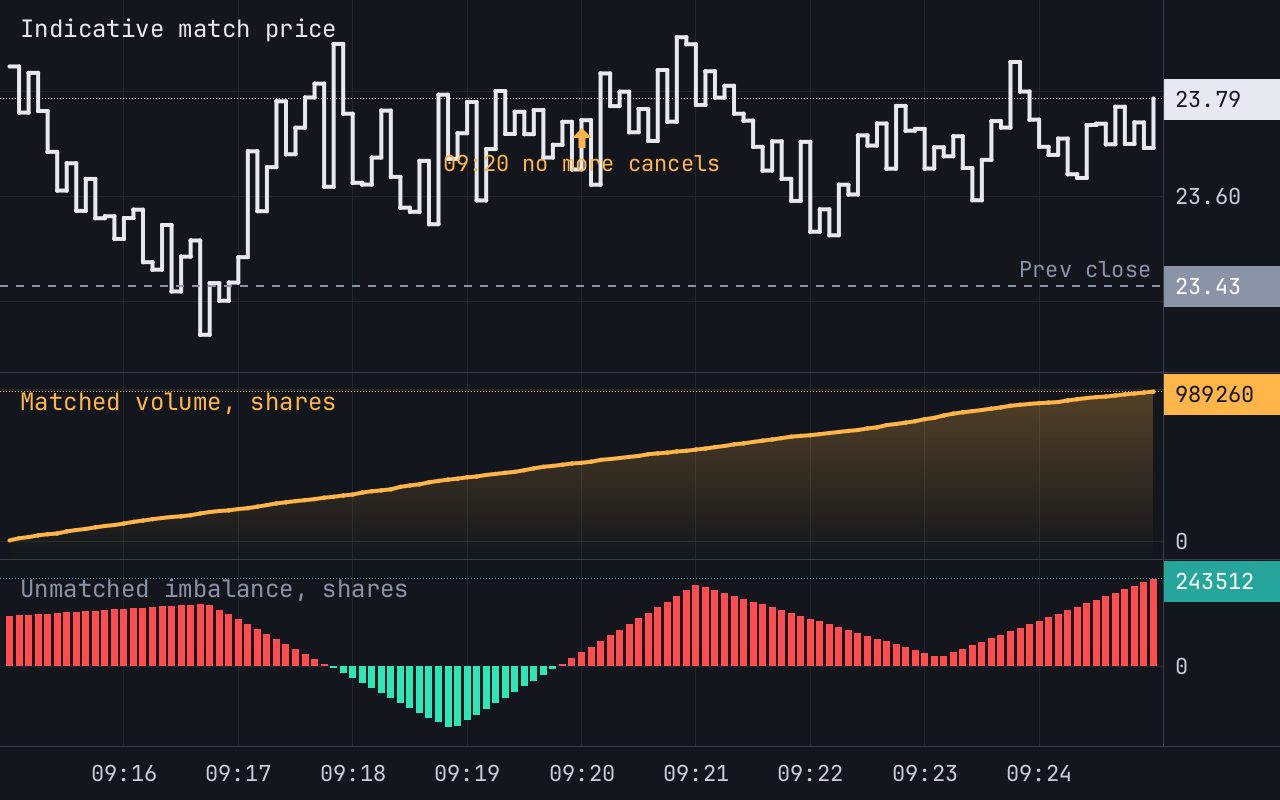 Indicative match price
23.79
09:20 no more cancels
23.60
Prev close
23.43
Matched volume, shares
989260
0
Unmatched imbalance, shares
243512
0
09:16 09:17 09:18 09:19 09:20 09:21 09:22 09:23 09:24